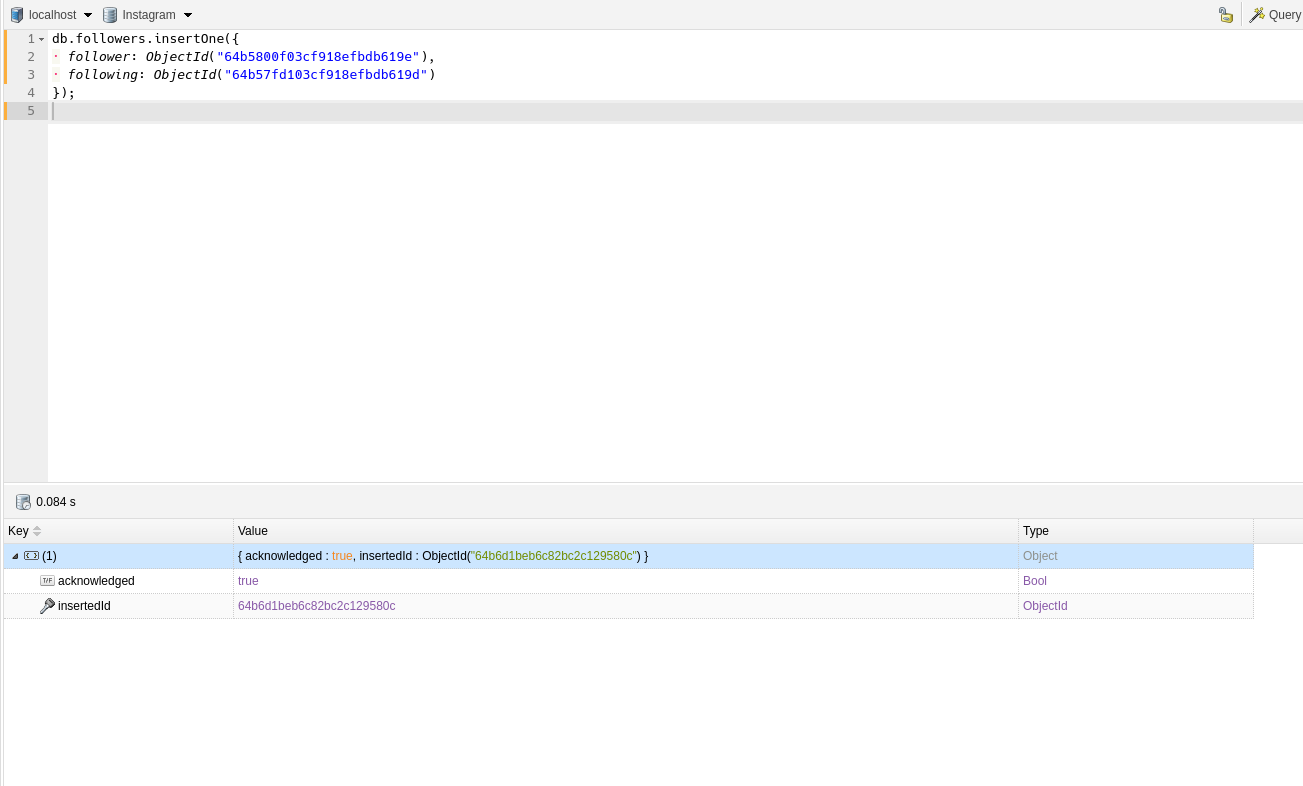 localhost Instagram Query
1 db.followers.insertOne({
2 follower: ObjectId("64b5800f03cf918efbdb619e"),
3 following: ObjectId("64b57fd103cf918efbdb619d")
4 });
5
0.084 s
Key Value Type
(1) { acknowledged : true, insertedId : ObjectId("64b6d1beb6c82bc2c129580c") } Object
T/F acknowledged true Bool
insertedId 64b6d1beb6c82bc2c129580c ObjectId